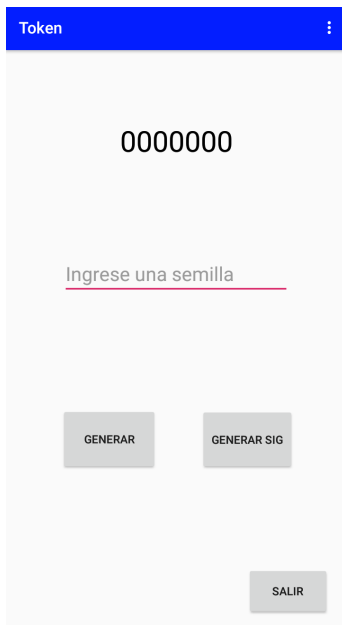 Token
0000000
Ingrese una semilla
GENERAR
GENERAR SIG
SALIR